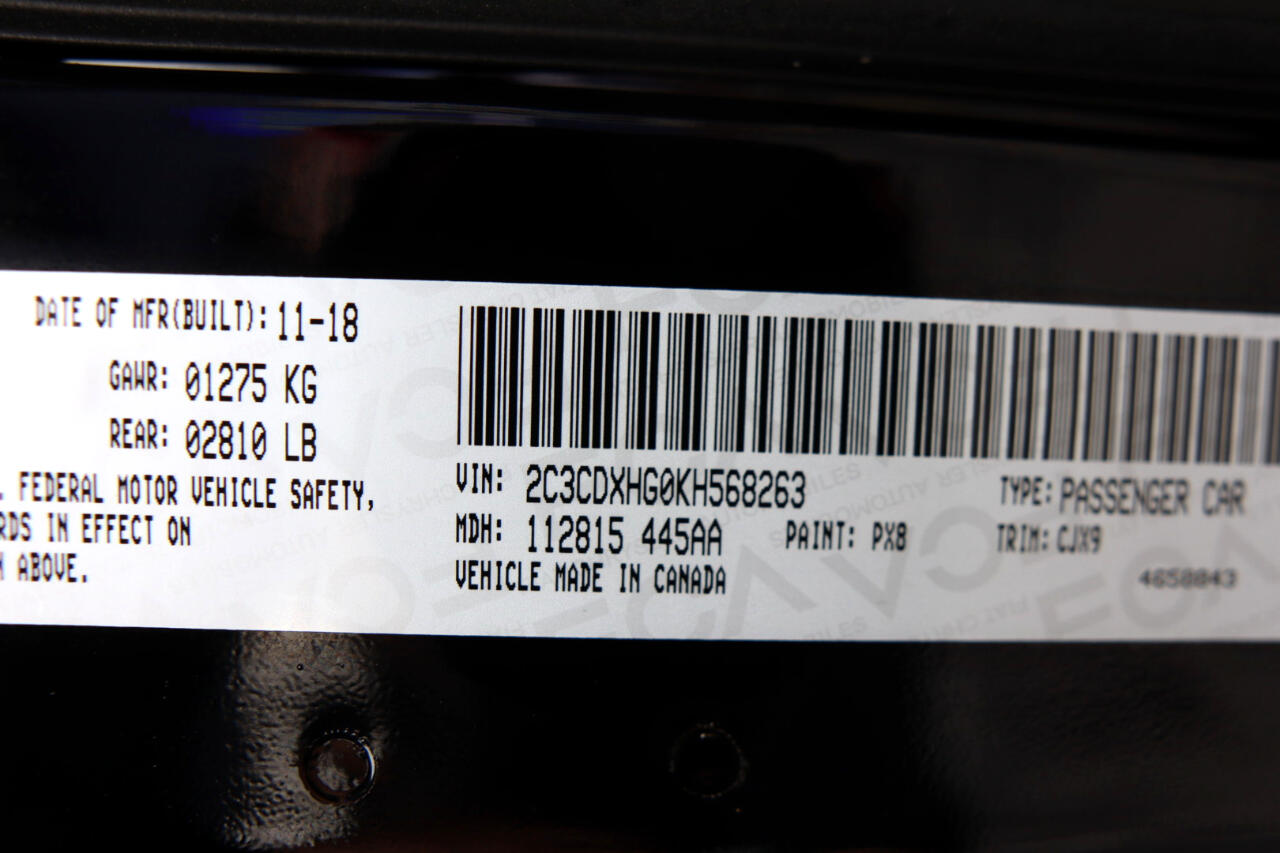 DATE OF MFR(BUILT): 11-18
GAWR: 01275 KG
REAR: 02810 LB
. FEDERAL MOTOR VEHICLE SAFETY,
RDS IN EFFECT ON
ABOVE.
VIN: 2C3CDXHG0KH568263
TYPE: PASSENGER CAR
MDH: 112815 445AA
PAINT: PX8
TRIM: CJX9
VEHICLE MADE IN CANADA
4658043